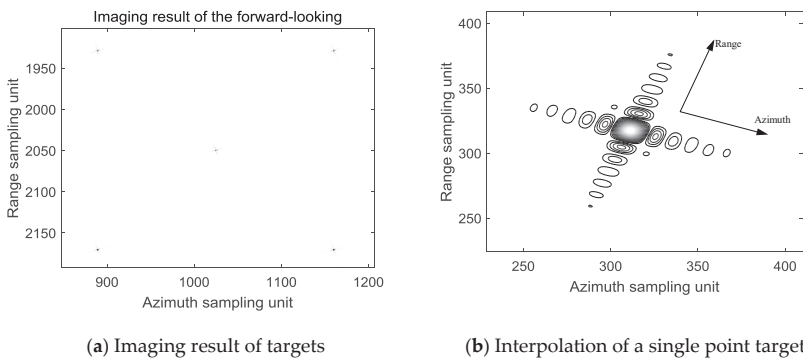 Imaging result of the forward-looking
Range sampling unit
1950
2000
2050
2100
2150
900
1000
1100
1200
Azimuth sampling unit
(a) Imaging result of targets
Range sampling unit
400
350
300
250
Range
Azimuth
250
300
350
400
Azimuth sampling unit
(b) Interpolation of a single point target